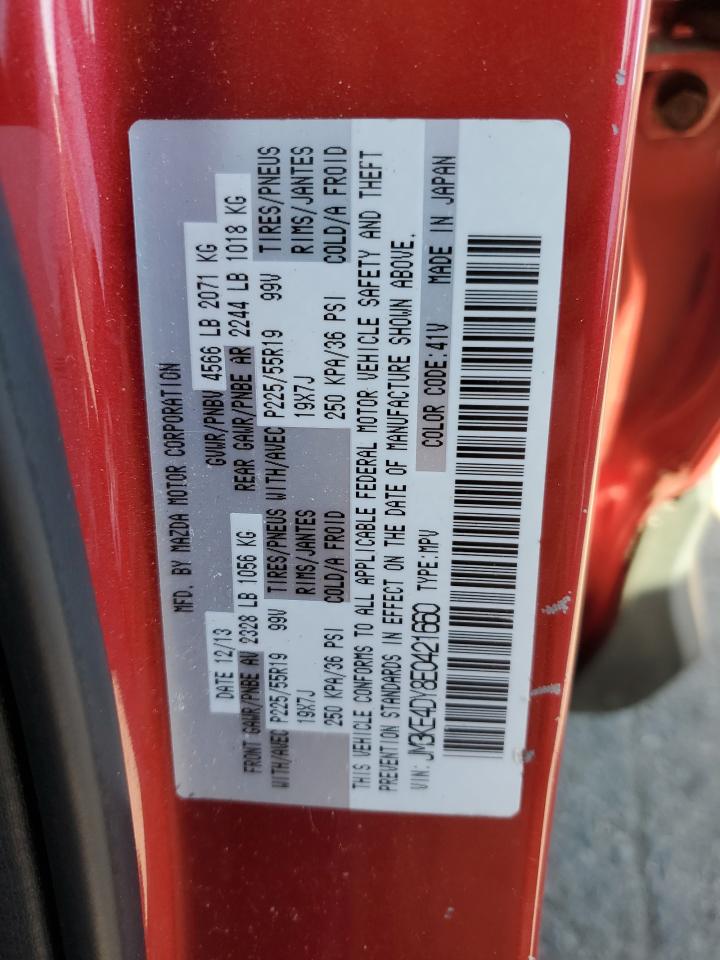 MFD. BY MAZDA MOTOR CORPORATION
DATE 12/13 GVWR/PNBV 4566 LB 2071 KG
FRONT GAWR/PNBE AV 2328 LB 1056 KG REAR GAWR/PNBE AR 2244 LB 1018 KG
WITH/AVEC P225/55R19 99V TIRES/PNEUS WITH/AVEC P225/55R19 99V TIRES/PNEUS
19X7J RIMS/JANTES 19X7J RIMS/JANTES
250 KPA/36 PSI COLD/A FROID 250 KPA/36 PSI COLD/A FROID
THIS VEHICLE CONFORMS TO ALL APPLICABLE FEDERAL MOTOR VEHICLE SAFETY AND THEFT
PREVENTION STANDARDS IN EFFECT ON THE DATE OF MANUFACTURE SHOWN ABOVE.
VIN: JM3KE4DY8E0421660 TYPE:MPV COLOR CODE:41V MADE IN JAPAN